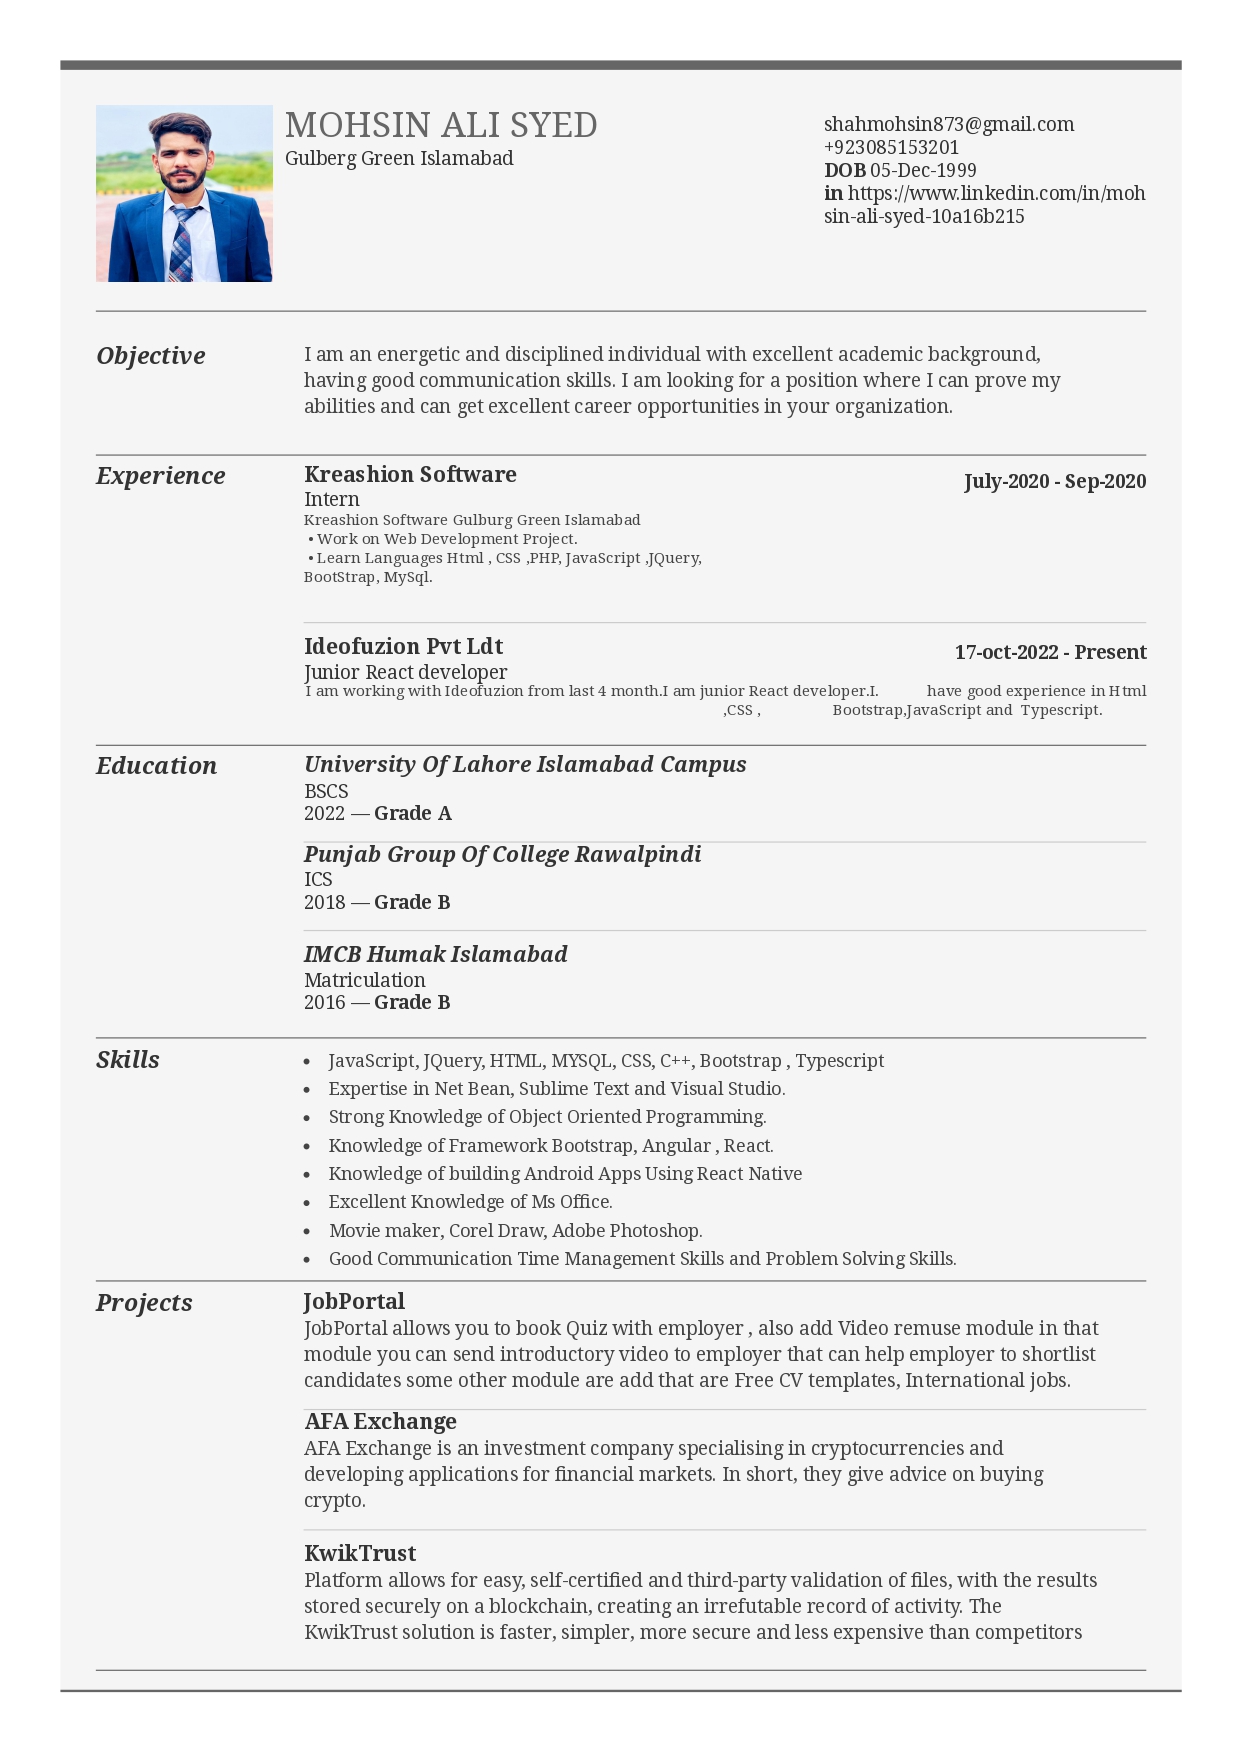 MOHSIN ALI SYED
Gulberg Green Islamabad
shahmohsin873@gmail.com
+923085153201
DOB 05-Dec-1999
in https://www.linkedin.com/in/moh
sin-ali-syed-10a16b215
Objective
I am an energetic and disciplined individual with excellent academic background,
having good communication skills. I am looking for a position where I can prove my
abilities and can get excellent career opportunities in your organization.
Experience
Kreashion Software
July-2020 - Sep-2020
Intern
Kreashion Software Gulburg Green Islamabad
• Work on Web Development Project.
• Learn Languages Html , CSS ,PHP, JavaScript ,JQuery,
BootStrap, MySql.
Ideofuzion Pvt Ldt
17-oct-2022 - Present
Junior React developer
I am working with Ideofuzion from last 4 month.I am junior React developer.I. have good experience in Html
,CSS , Bootstrap,JavaScript and Typescript.
Education
University Of Lahore Islamabad Campus
BSCS
2022 — Grade A
Punjab Group Of College Rawalpindi
ICS
2018 — Grade B
IMCB Humak Islamabad
Matriculation
2016 — Grade B
Skills
• JavaScript, JQuery, HTML, MYSQL, CSS, C++, Bootstrap , Typescript
• Expertise in Net Bean, Sublime Text and Visual Studio.
• Strong Knowledge of Object Oriented Programming.
• Knowledge of Framework Bootstrap, Angular , React.
• Knowledge of building Android Apps Using React Native
• Excellent Knowledge of Ms Office.
• Movie maker, Corel Draw, Adobe Photoshop.
• Good Communication Time Management Skills and Problem Solving Skills.
Projects
JobPortal
JobPortal allows you to book Quiz with employer , also add Video remuse module in that
module you can send introductory video to employer that can help employer to shortlist
candidates some other module are add that are Free CV templates, International jobs.
AFA Exchange
AFA Exchange is an investment company specialising in cryptocurrencies and
developing applications for financial markets. In short, they give advice on buying
crypto.
KwikTrust
Platform allows for easy, self-certified and third-party validation of files, with the results
stored securely on a blockchain, creating an irrefutable record of activity. The
KwikTrust solution is faster, simpler, more secure and less expensive than competitors